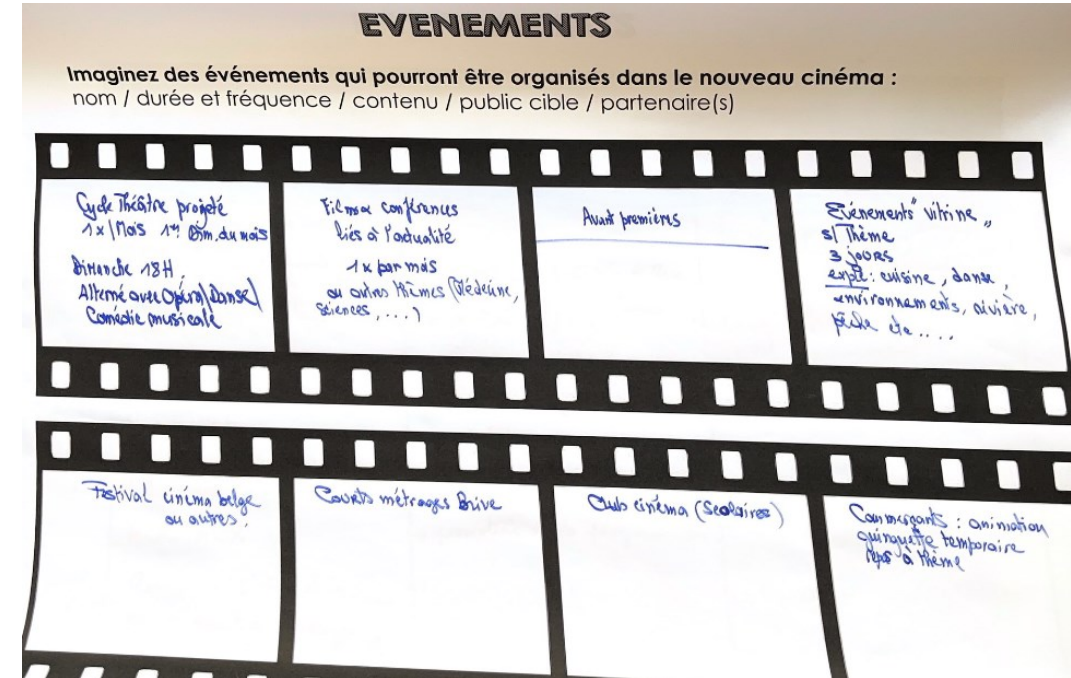 EVENEMENTS
Imaginez des événements qui pourront être organisés dans le nouveau cinéma :
nom / durée et fréquence / contenu / public cible / partenaire(s)
Cycle Théâtre projeté
1x/Mois 1er Dim. du mois
Dimanche 18H.
Alterné avec Opéra/Danse/
Comédie musicale
Films conférences
liés à l'actualité
1x par mois
ou autres thèmes (Médecine,
Sciences, ...)
Avant premières
Evénements "vitrine"
s/ Thème
3 jours
exple : cuisine, danse,
environnements, rivière,
pêche etc....
Festival cinéma belge
ou autres.
Courts métrages Brive
Club cinéma (Scolaires)
Commerçants : animation
guinguette temporaire
repas à thème